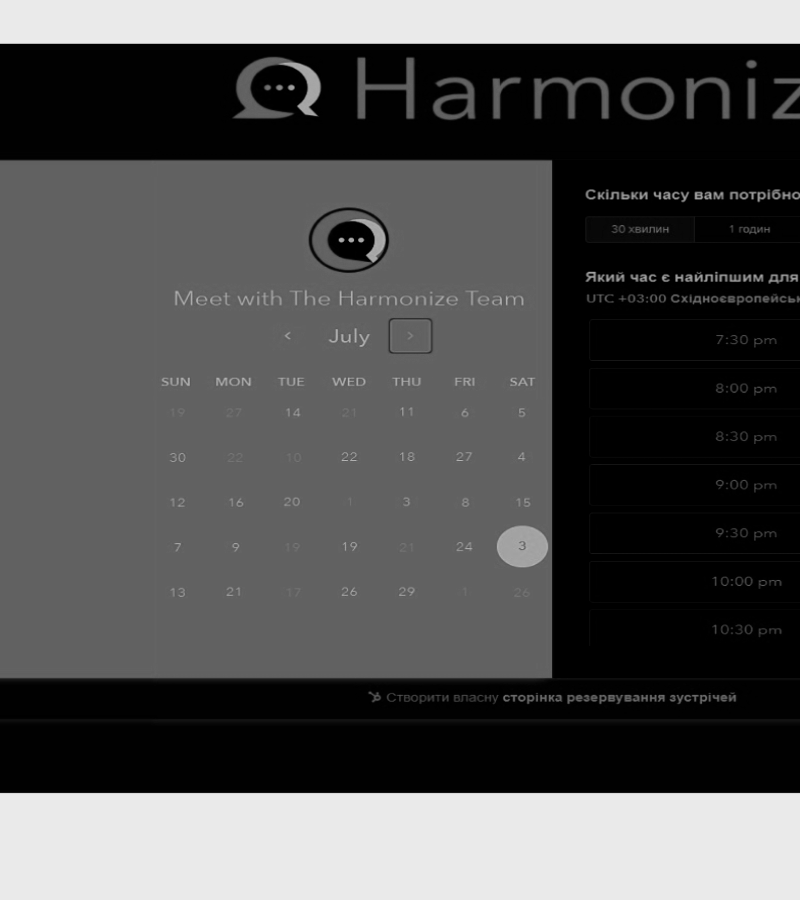 Harmoniz
Meet with The Harmonize Team
‹ July ›
SUN MON TUE WED THU FRI SAT
19 27 14 21 11 6 5
30 22 10 22 18 27 4
12 16 20 1 3 8 15
7 9 19 19 21 24 3
13 21 17 26 29 1 26
Скільки часу вам потрібно
30 хвилин 1 годин
Який час є найліпшим для
UTC +03:00 Східноєвропейськ
7:30 pm
8:00 pm
8:30 pm
9:00 pm
9:30 pm
10:00 pm
10:30 pm
Створити власну сторінка резервування зустрічей